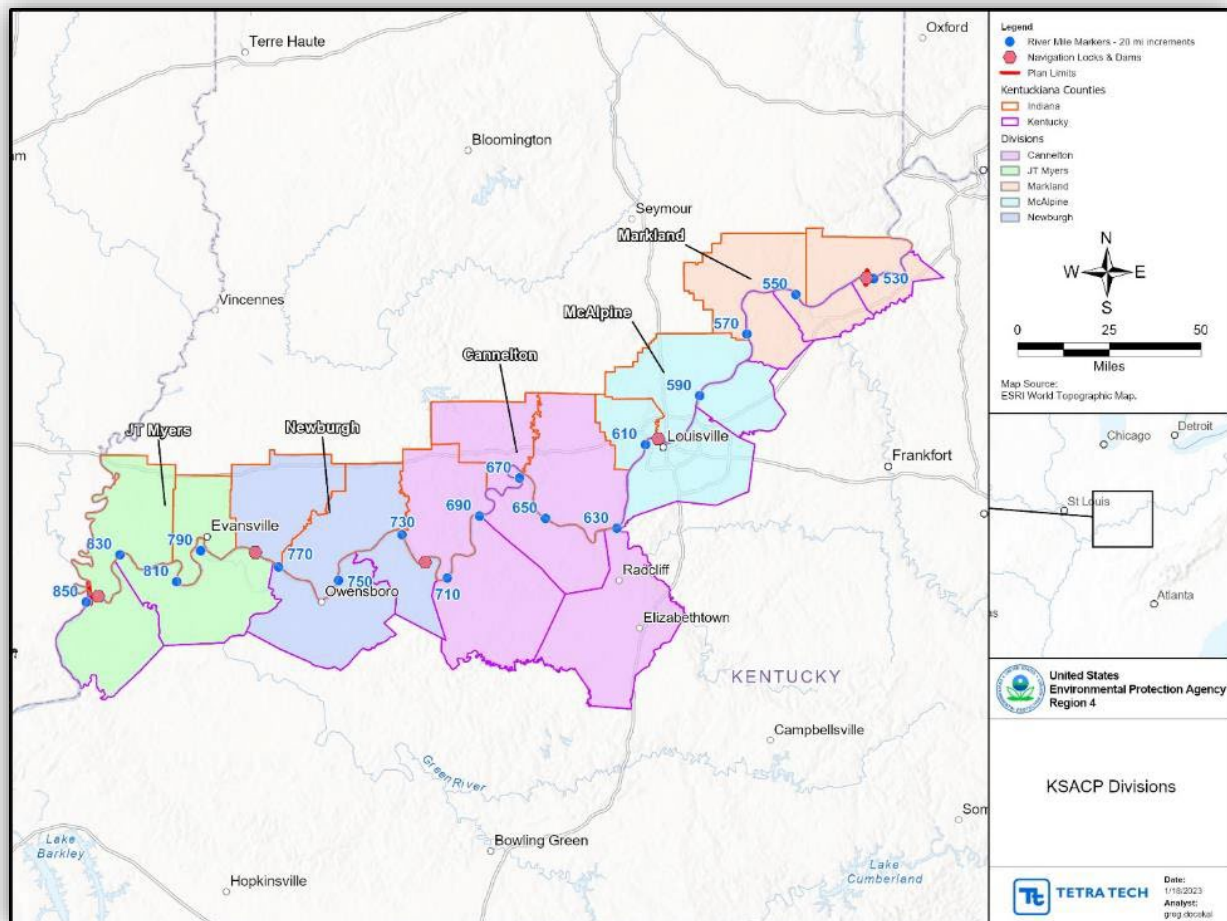 Terre Haute
Oxford
Bloomington
Seymour
Markland
550
530
Vincennes
570
McAlpine
590
Cannelton
610
Louisville
Frankfort
JT Myers
Newburgh
670
690
650
630
Evansville
730
790
770
830
810
750
710
850
Owensboro
Radcliff
Elizabethtown
KENTUCKY
Campbellsville
Green River
Bowling Green
Lake
Barkley
Hopkinsville
Lake
Cumberland
Legend
River Mile Markers - 20 mi increments
Navigation Locks & Dams
Plan Limits
Kentuckiana Counties
Indiana
Kentucky
Divisions
Cannelton
JT Myers
Markland
McAlpine
Newburgh
N
W E
S
0 25 50
Miles
Map Source:
ESRI World Topographic Map.
Chicago
Detroit
St Louis
Atlanta
United States
Environmental Protection Agency
Region 4
KSACP Divisions
TETRA TECH
Date:
1/18/2023
Analyst: